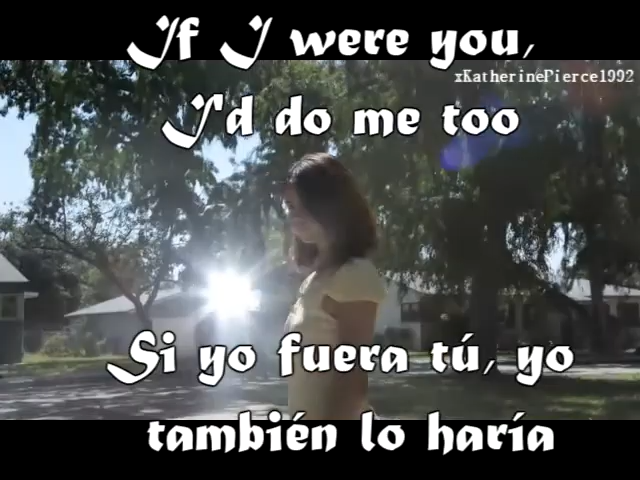 If I were you,
xKatherinePierce1992
I'd do me too
Si yo fuera tú, yo
también lo haría